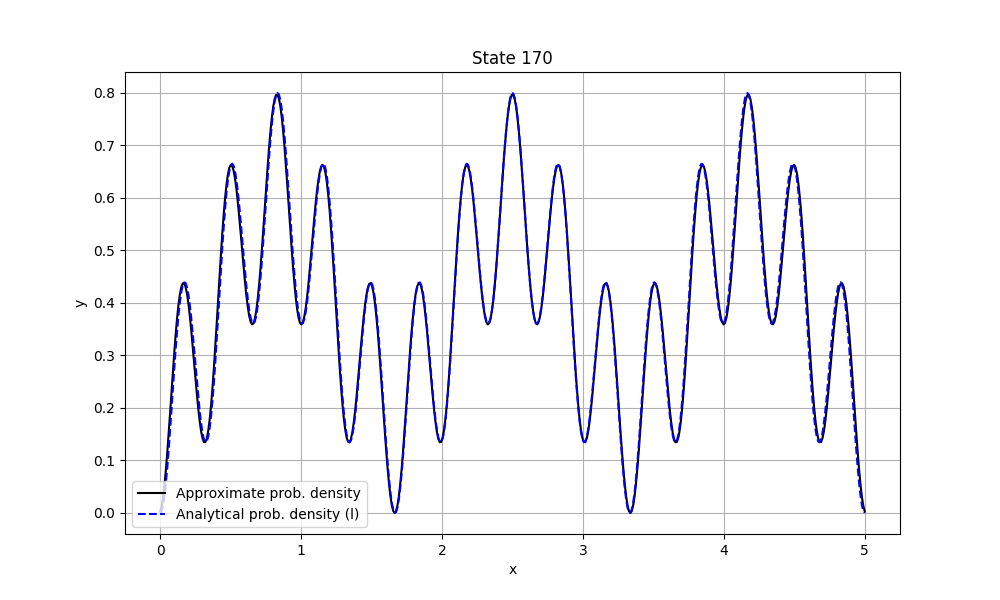 State 170
y
0.8
0.7
0.6
0.5
0.4
0.3
0.2
0.1
0.0
Approximate prob. density
Analytical prob. density (l)
0 1 2 3 4 5
x